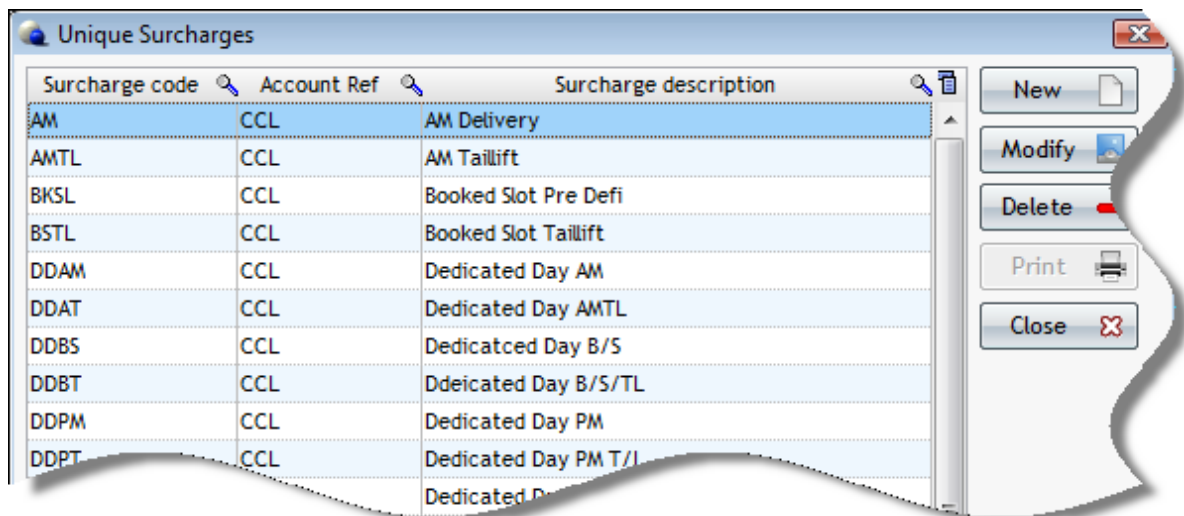 Unique Surcharges
Surcharge code Account Ref Surcharge description
AM CCL AM Delivery
AMTL CCL AM Taillift
BKSL CCL Booked Slot Pre Defi
BSTL CCL Booked Slot Taillift
DDAM CCL Dedicated Day AM
DDAT CCL Dedicated Day AMTL
DDBS CCL Dedicatced Day B/S
DDBT CCL Ddeicated Day B/S/TL
DDPM CCL Dedicated Day PM
DDPT CCL Dedicated Day PM T/L
Dedicated
New
Modify
Delete
Print
Close